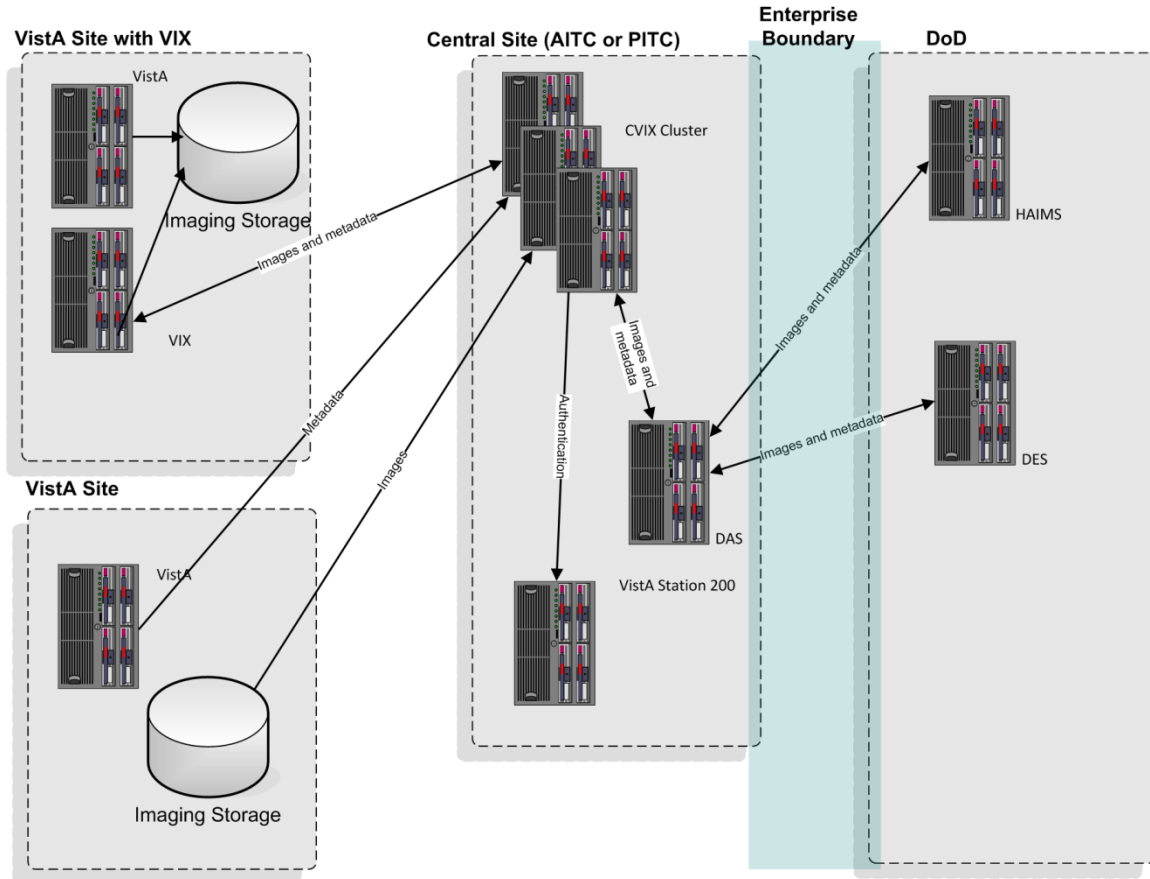 VistA Site with VIX
VistA
Imaging Storage
VIX
Images and metadata
VistA Site
VistA
Imaging Storage
Metadata
Images
Central Site (AITC or PITC)
CVIX Cluster
Images and
metadata
Authentication
DAS
VistA Station 200
Enterprise
Boundary
Images and metadata
Images and metadata
DoD
HAIMS
DES